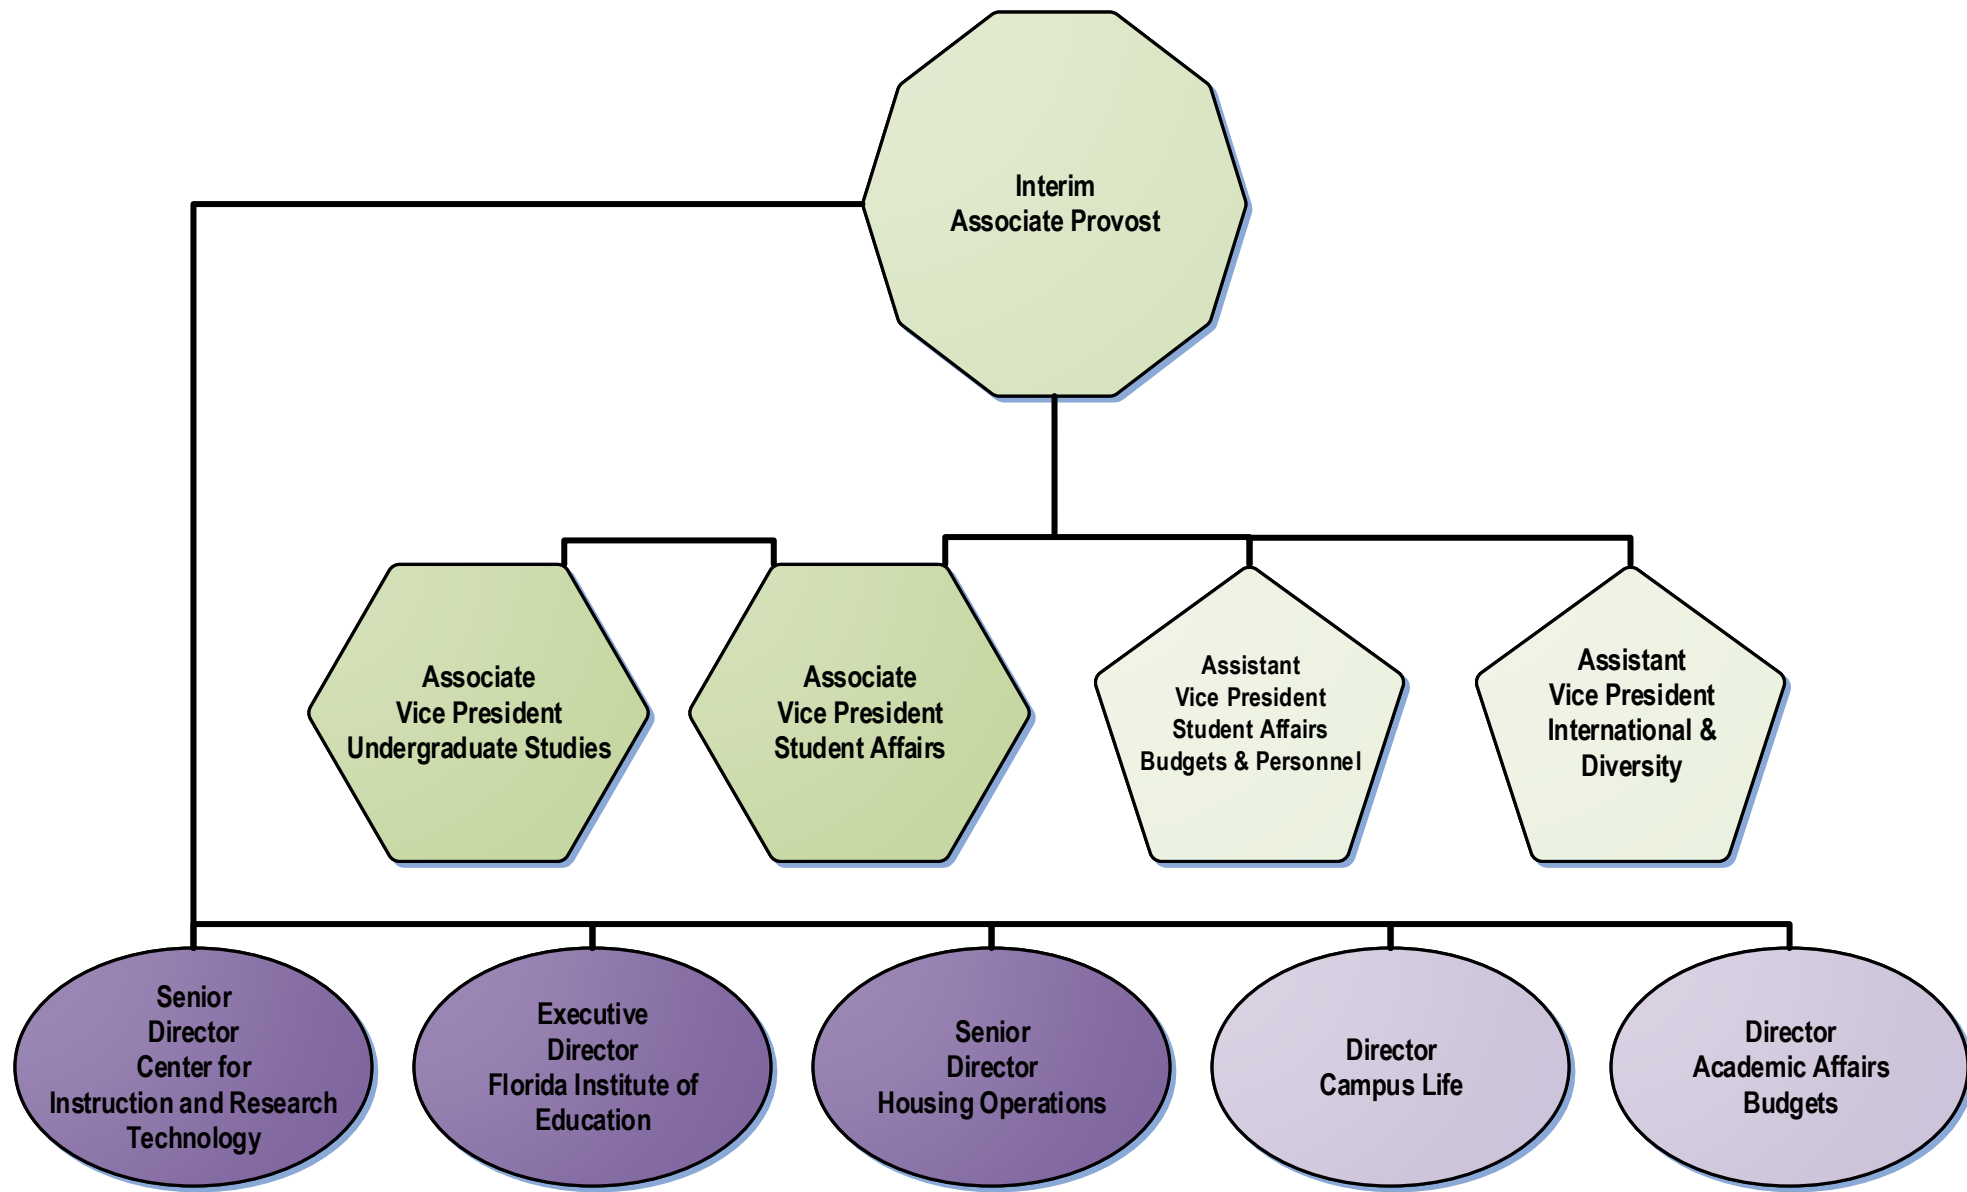 Interim
Associate Provost
Associate
Vice President
Undergraduate Studies
Associate
Vice President
Student Affairs
Assistant
Vice President
Student Affairs
Budgets & Personnel
Assistant
Vice President
International &
Diversity
Senior
Director
Center for
Instruction and Research
Technology
Executive
Director
Florida Institute of
Education
Senior
Director
Housing Operations
Director
Campus Life
Director
Academic Affairs
Budgets